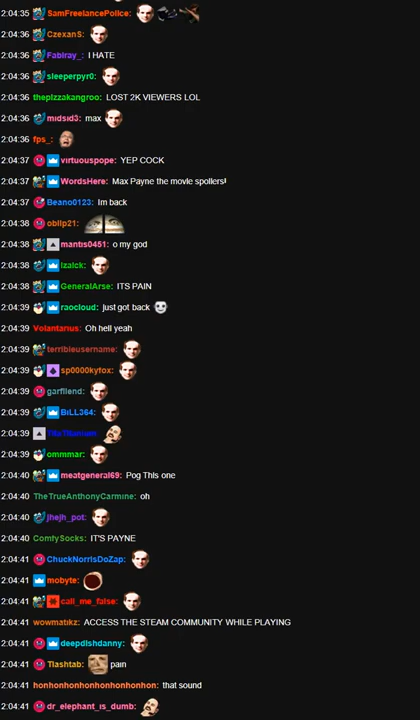 2:04:35 SamFreelancePolice:
2:04:36 CzexanS:
2:04:36 Fabiray_: I HATE
2:04:36 sleeperpyr0:
2:04:36 thepizzakangroo: LOST 2K VIEWERS LOL
2:04:36 midsid3: max
2:04:36 fps_:
2:04:37 virtuouspope: YEP COCK
2:04:37 WordsHere: Max Payne the movie spoilers!
2:04:37 Beano0123: Im back
2:04:38 oblip21:
2:04:38 mantis0451: o my god
2:04:38 Izalck:
2:04:38 GeneralArse: ITS PAIN
2:04:39 raocloud: just got back
2:04:39 Volantarius: Oh hell yeah
2:04:39 terribleusername:
2:04:39 sp0000kyfox:
2:04:39 garfiend:
2:04:39 BiLL364:
2:04:39
2:04:39 ommmar:
2:04:40 meatgeneral69: Pog This one
2:04:40 TheTrueAnthonyCarmine: oh
2:04:40 jhejh_pot:
2:04:40 ComfySocks: IT'S PAYNE
2:04:41 ChuckNorrisDoZap:
2:04:41 mobyte:
2:04:41 call_me_false:
2:04:41 wowmatikz: ACCESS THE STEAM COMMUNITY WHILE PLAYING
2:04:41 deepdishdanny:
2:04:41 Tlashtab: pain
2:04:41 honhonhonhonhonhonhonhon: that sound
2:04:41 dr_elephant_is_dumb: